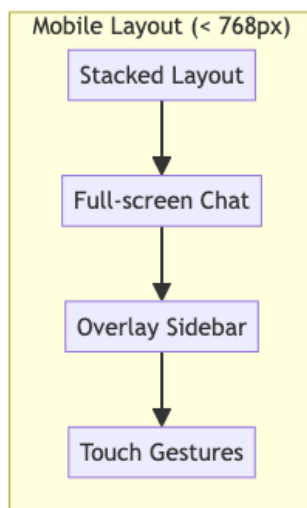 Mobile Layout (< 768px)
Stacked Layout
Full-screen Chat
Overlay Sidebar
Touch Gestures